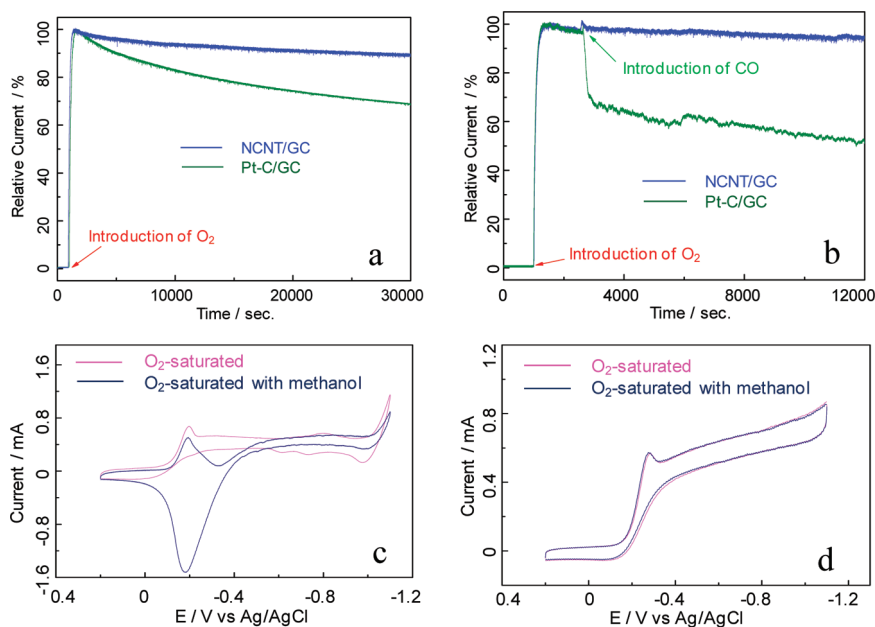 100
80
60
40
20
0
Relative Current / %
NCNT/GC
Pt-C/GC
Introduction of O₂
a
0
10000
20000
30000
Time / sec.
100
80
60
40
20
0
Relative Current / %
Introduction of CO
NCNT/GC
Pt-C/GC
Introduction of O₂
b
0
4000
8000
12000
Time / sec.
1.6
0.8
0
-0.8
-1.6
Current / mA
O₂-saturated
O₂-saturated with methanol
c
0.4
0
-0.4
-0.8
-1.2
E / V vs Ag/AgCl
1.2
0.8
0.4
0
Current / mA
O₂-saturated
O₂-saturated with methanol
d
0.4
0
-0.4
-0.8
-1.2
E / V vs Ag/AgCl